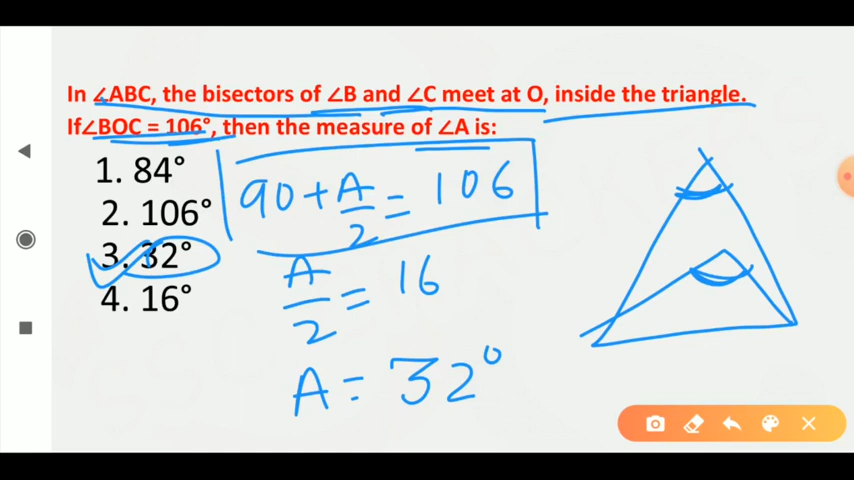 In ∠ABC, the bisectors of ∠B and ∠C meet at O, inside the triangle.
If∠BOC = 106°, then the measure of ∠A is:
1. 84°
2. 106°
3. 32°
4. 16°
90 + A/2 = 106
A/2 = 16
A = 32°